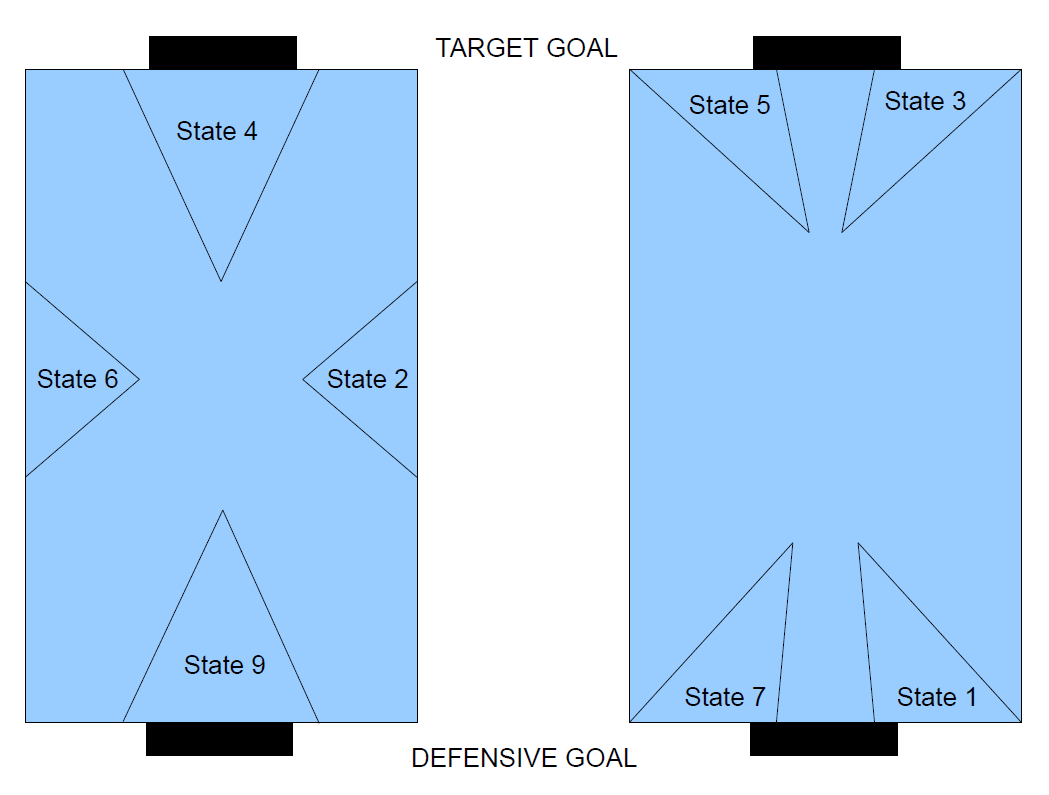 TARGET GOAL
State 4
State 6
State 2
State 9
State 5
State 3
State 7
State 1
DEFENSIVE GOAL